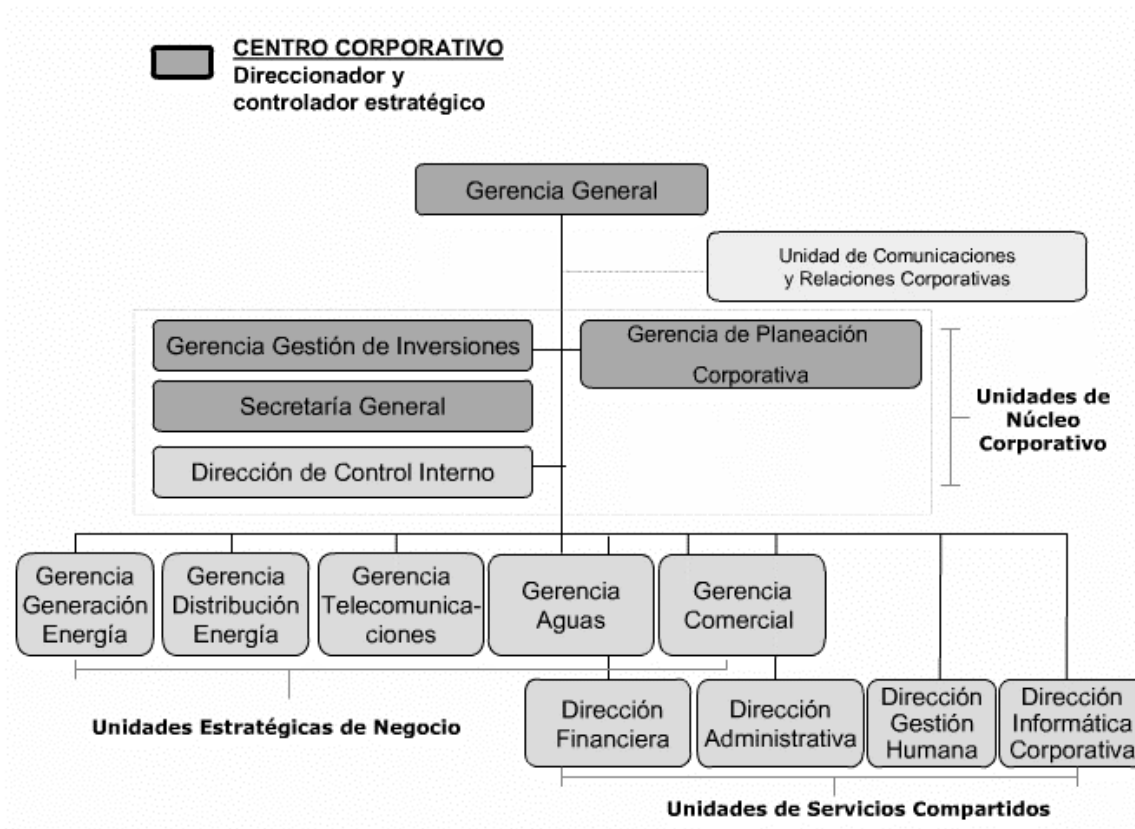 CENTRO CORPORATIVO
Direccionador y
controlador estratégico
Gerencia General
Unidad de Comunicaciones
y Relaciones Corporativas
Gerencia Gestión de Inversiones
Gerencia de Planeación
Corporativa
Secretaría General
Dirección de Control Interno
Unidades de
Núcleo
Corporativo
Gerencia
Generación
Energía
Gerencia
Distribución
Energía
Gerencia
Telecomunica-
ciones
Gerencia
Aguas
Gerencia
Comercial
Unidades Estratégicas de Negocio
Dirección
Financiera
Dirección
Administrativa
Dirección
Gestión
Humana
Dirección
Informática
Corporativa
Unidades de Servicios Compartidos